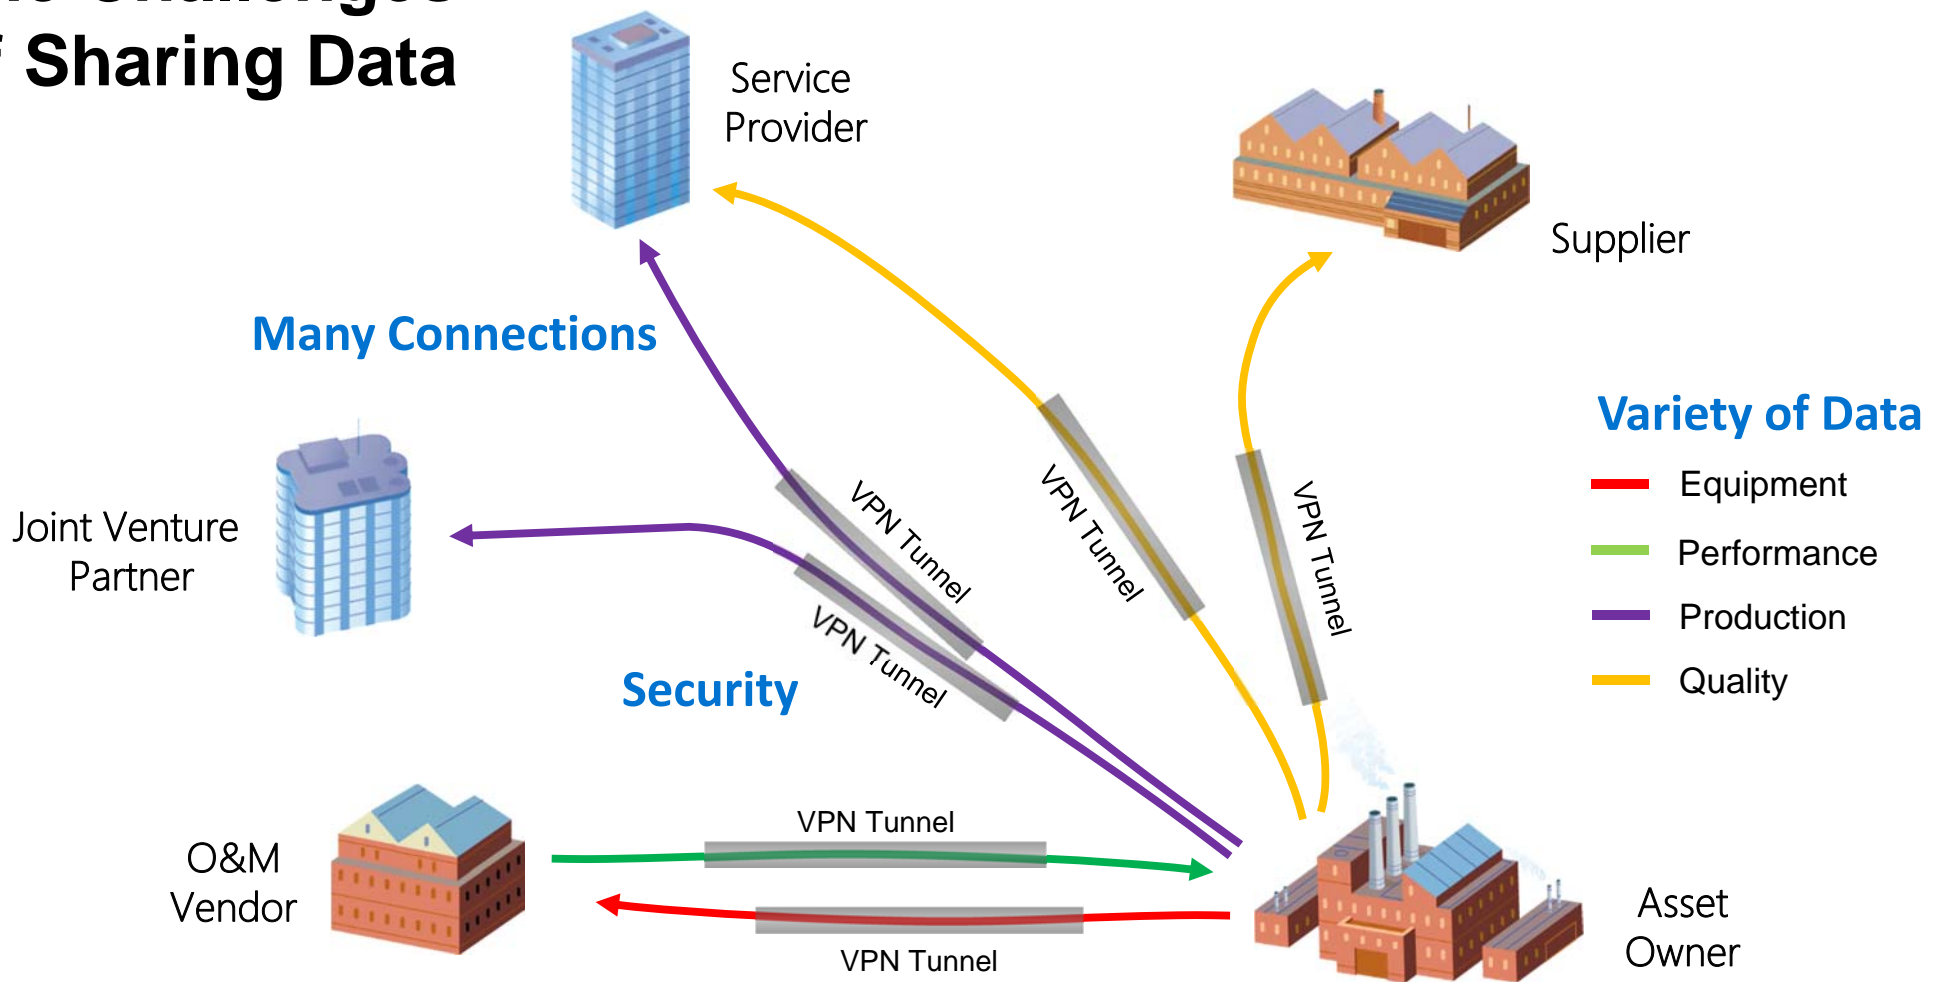 Challenges
Sharing Data
Service
Provider
Supplier
Many Connections
Variety of Data
Equipment
Performance
Production
Quality
Joint Venture
Partner
VPN Tunnel
VPN Tunnel
VPN Tunnel
VPN Tunnel
Security
O&M
Vendor
VPN Tunnel
VPN Tunnel
Asset
Owner